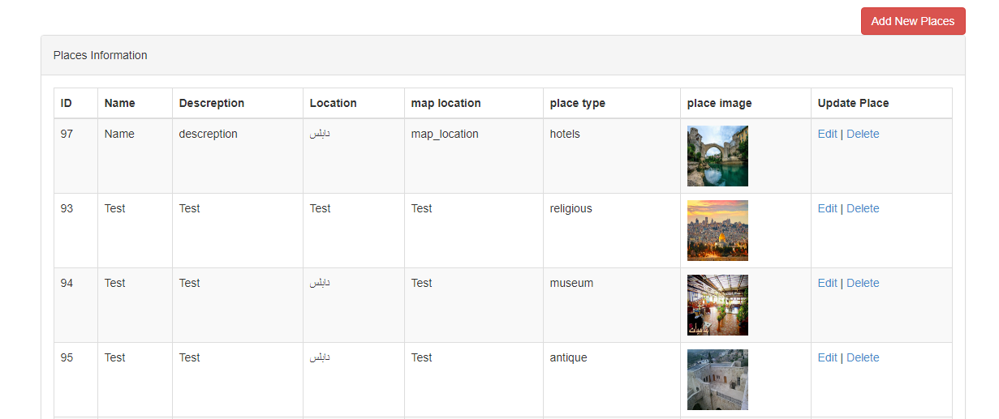 Add New Places
Places Information
ID Name Descreption Location map location place type place image Update Place
97 Name descreption نابلس map_location hotels Edit | Delete
93 Test Test Test Test religious Edit | Delete
94 Test Test نابلس Test museum Edit | Delete
95 Test Test نابلس Test antique Edit | Delete